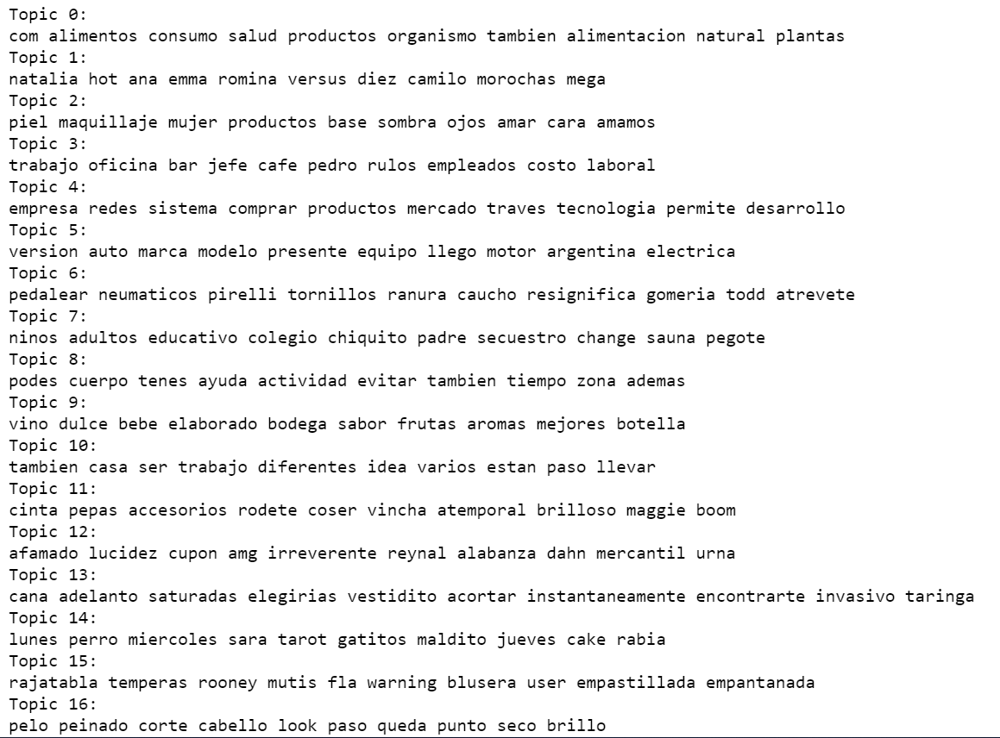 Topic 0:
com alimentos consumo salud productos organismo tambien alimentacion natural plantas
Topic 1:
natalia hot ana emma romina versus diez camilo morochas mega
Topic 2:
piel maquillaje mujer productos base sombra ojos amar cara amamos
Topic 3:
trabajo oficina bar jefe cafe pedro rulos empleados costo laboral
Topic 4:
empresa redes sistema comprar productos mercado traves tecnologia permite desarrollo
Topic 5:
version auto marca modelo presente equipo llego motor argentina electrica
Topic 6:
pedalear neumaticos pirelli tornillos ranura caucho resignifica gomeria todd atrevete
Topic 7:
ninos adultos educativo colegio chiquito padre secuestro change sauna pegote
Topic 8:
podes cuerpo tenes ayuda actividad evitar tambien tiempo zona ademas
Topic 9:
vino dulce bebe elaborado bodega sabor frutas aromas mejores botella
Topic 10:
tambien casa ser trabajo diferentes idea varios estan paso llevar
Topic 11:
cinta pepas accesorios rodete coser vincha atemporal brilloso maggie boom
Topic 12:
afamado lucidez cupon amg irreverente reynal alabanza dahn mercantil urna
Topic 13:
cana adelanto saturadas elegirias vestidito acortar instantaneamente encontrarte invasivo taringa
Topic 14:
lunes perro miercoles sara tarot gatitos maldito jueves cake rabia
Topic 15:
rajatabla temperas rooney mutis fla warning blusera user empastillada empantanada
Topic 16:
pelo peinado corte cabello look paso queda punto seco brillo